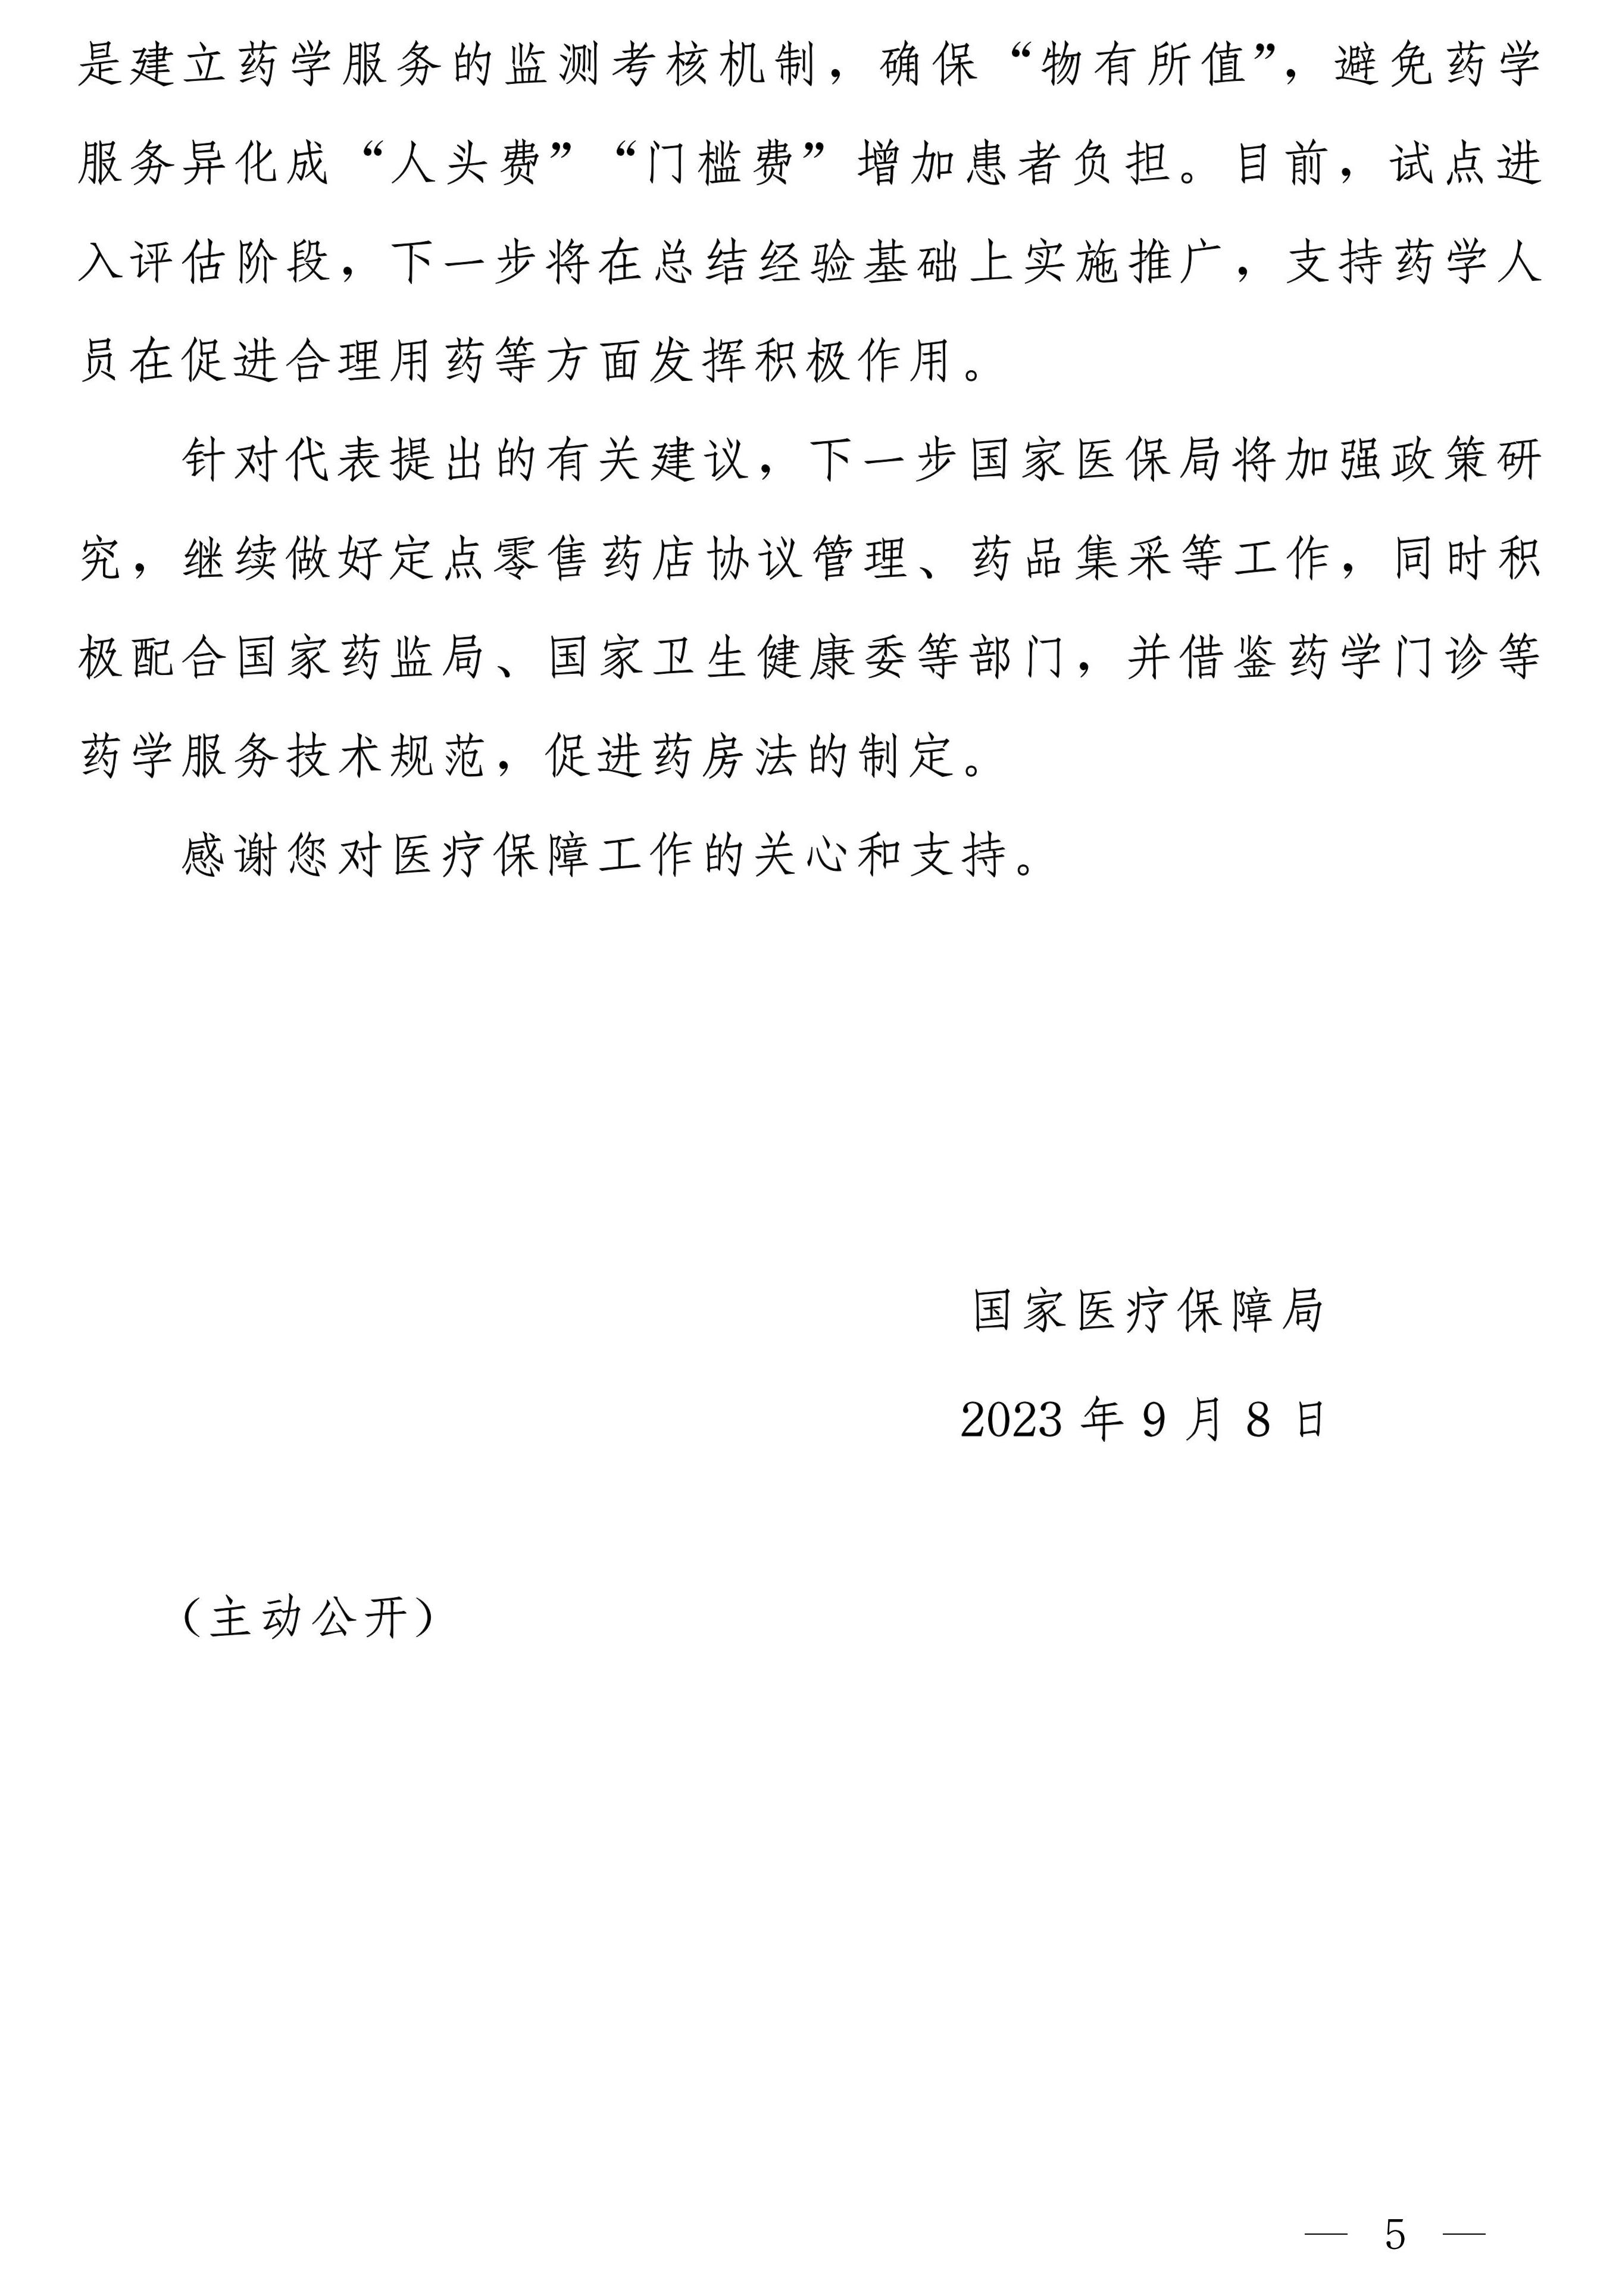 是建立药学服务的监测考核机制，确保“物有所值”，避免药学
服务异化成“人头费”“门槛费”增加患者负担。目前，试点进
入评估阶段，下一步将在总结经验基础上实施推广，支持药学人
员在促进合理用药等方面发挥积极作用。
针对代表提出的有关建议，下一步国家医保局将加强政策研
究，继续做好定点零售药店协议管理、药品集采等工作，同时积
极配合国家药监局、国家卫生健康委等部门，并借鉴药学门诊等
药学服务技术规范，促进药房法的制定。
感谢您对医疗保障工作的关心和支持。
国家医疗保障局
2023 年 9 月 8 日
（主动公开）
— 5 —